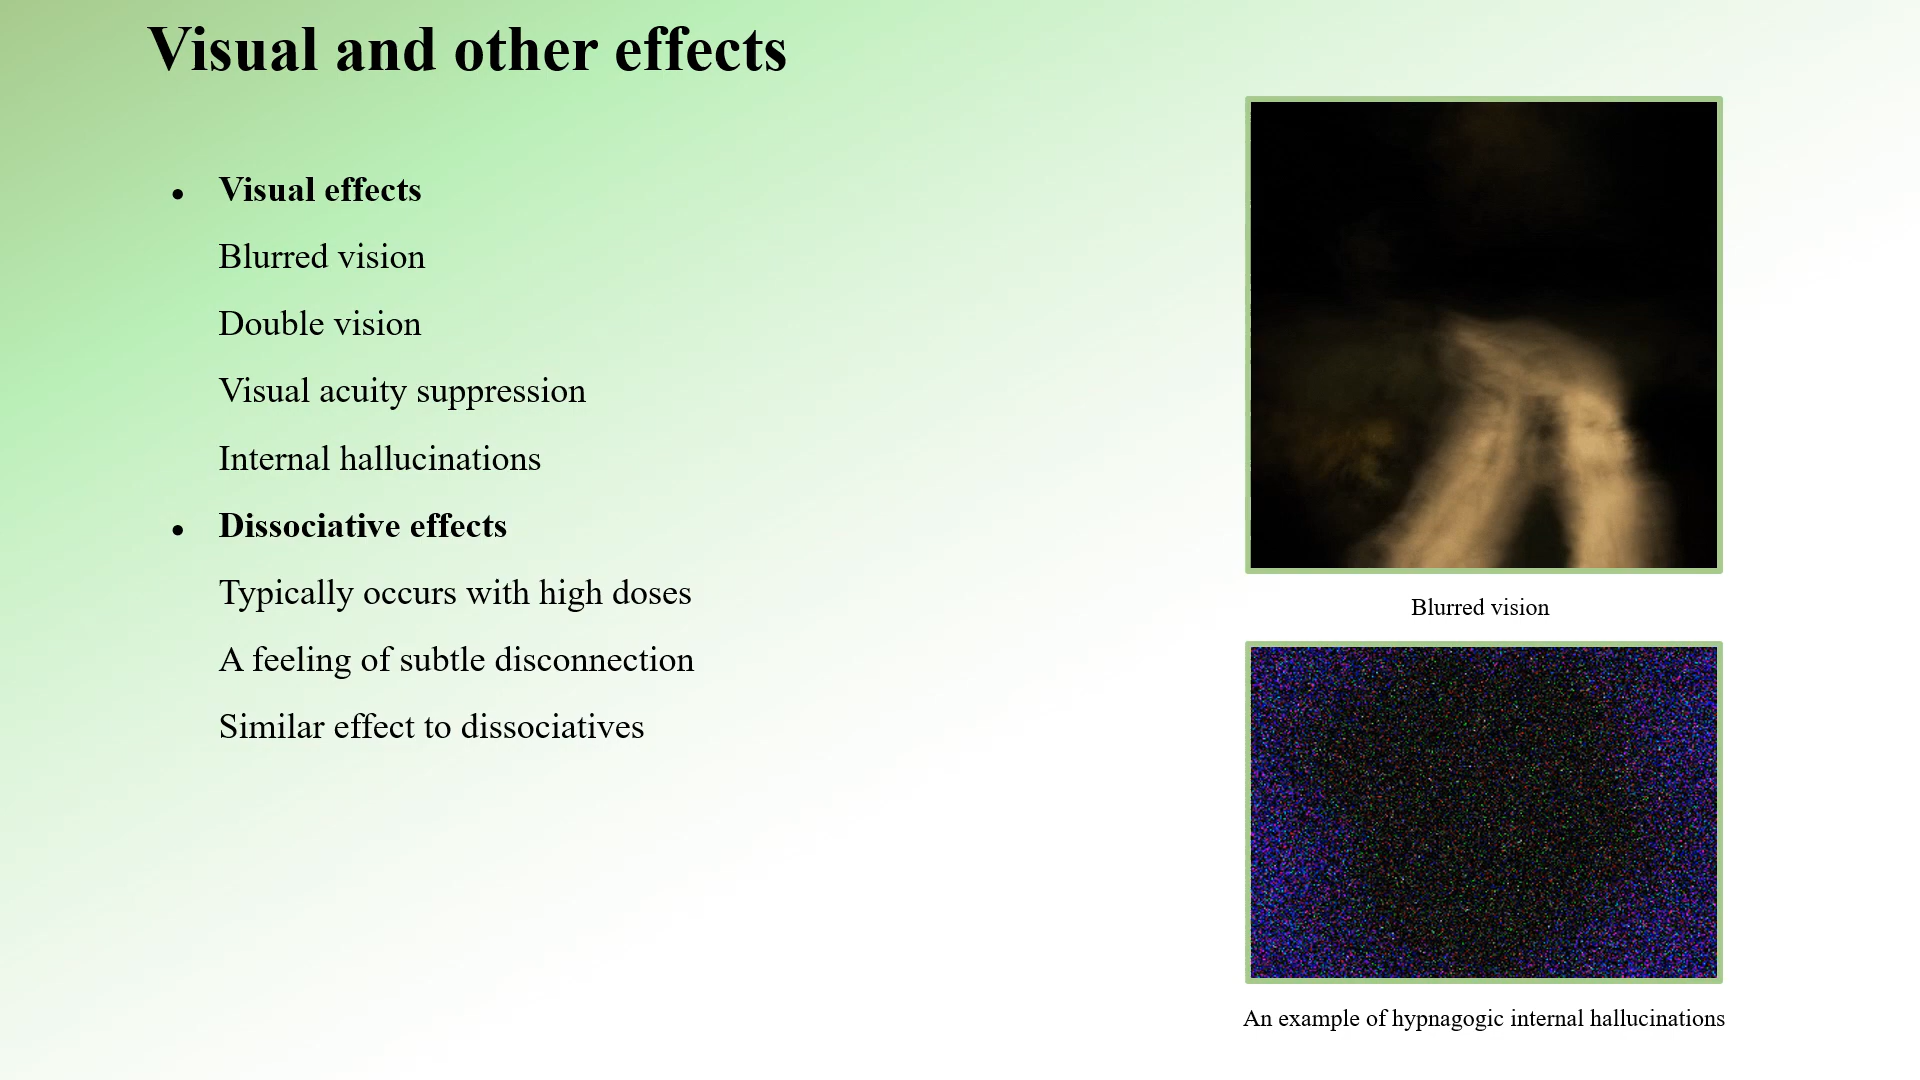 Visual and other effects
● Visual effects
Blurred vision
Double vision
Visual acuity suppression
Internal hallucinations
● Dissociative effects
Typically occurs with high doses
A feeling of subtle disconnection
Similar effect to dissociatives
Blurred vision
An example of hypnagogic internal hallucinations